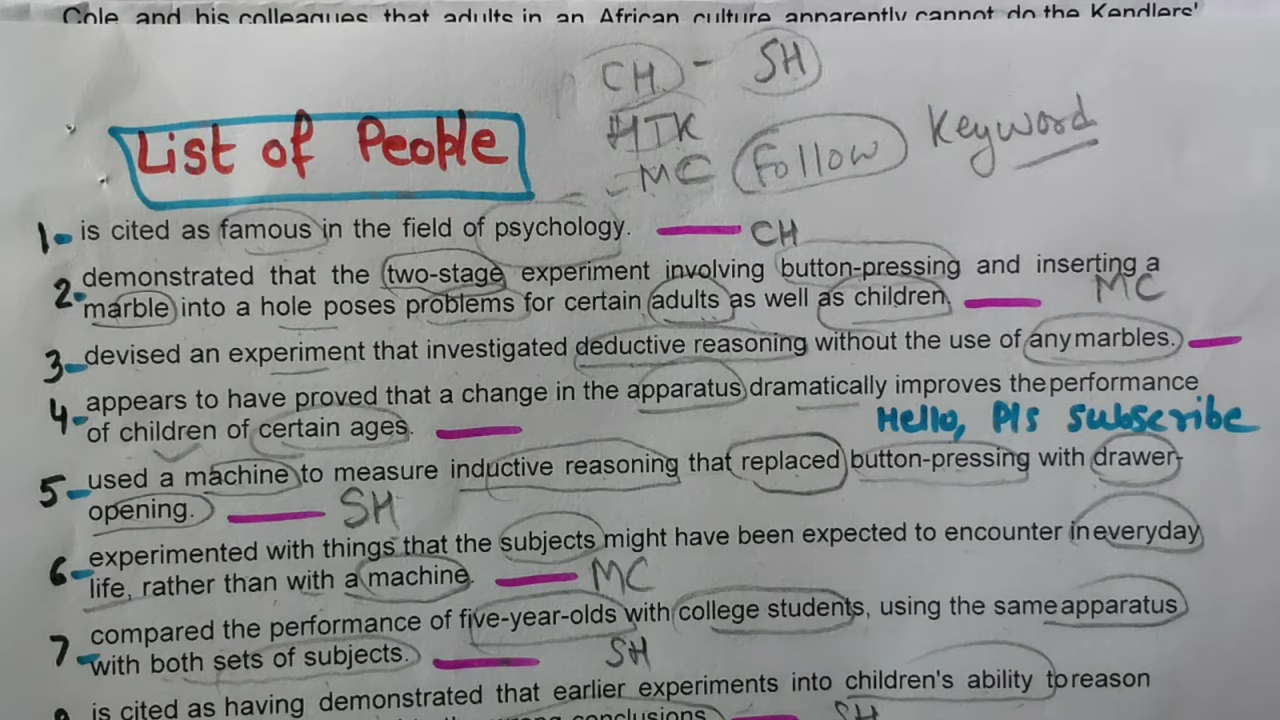 Cole and his colleagues that adults in an African culture apparently cannot do the Kendlers'
CH - SH
List of People
HTK
Keyword
MC Follow
1- is cited as famous in the field of psychology. CH
2- demonstrated that the two-stage experiment involving button-pressing and inserting a
marble into a hole poses problems for certain adults as well as children. MC
3- devised an experiment that investigated deductive reasoning without the use of any marbles.
4- appears to have proved that a change in the apparatus dramatically improves the performance
of children of certain ages.
Hello, Pls subscribe
5- used a machine to measure inductive reasoning that replaced button-pressing with drawer-
opening. SH
6- experimented with things that the subjects might have been expected to encounter in everyday
life, rather than with a machine. MC
7- compared the performance of five-year-olds with college students, using the same apparatus
with both sets of subjects. SH
is cited as having demonstrated that earlier experiments into children's ability to reason
conclusions. SH